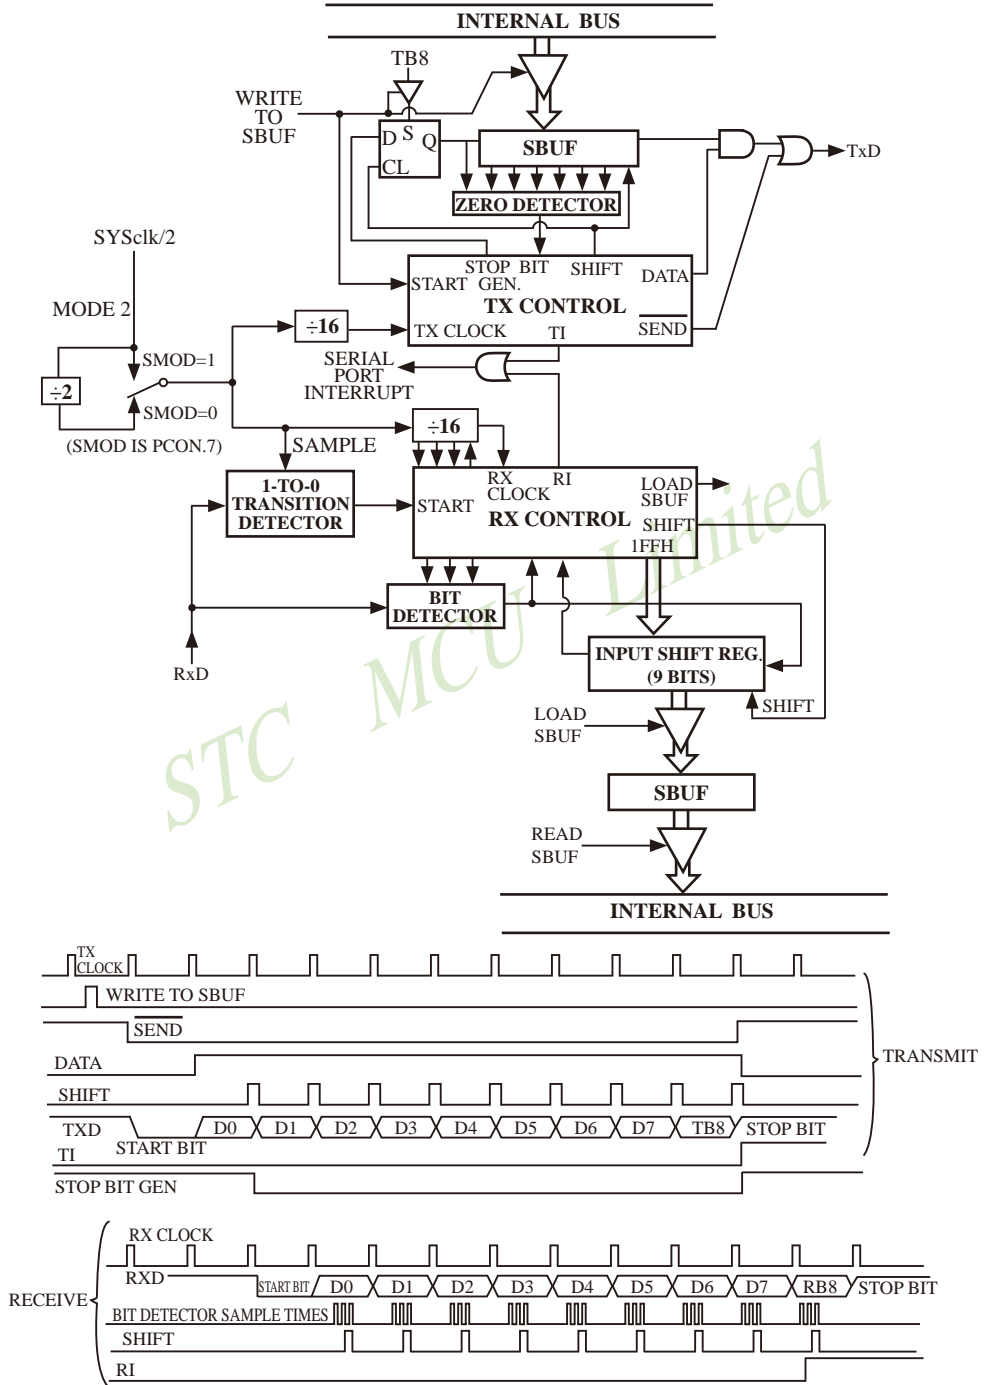 INTERNAL BUS
TB8
WRITE
TO
SBUF
D S Q
CL
SBUF
TxD
ZERO DETECTOR
SYSclk/2
STOP BIT SHIFT DATA
START GEN.
TX CONTROL
MODE 2
÷16
TX CLOCK TI SEND
SERIAL
PORT
INTERRUPT
SMOD=1
÷2
SMOD=0
(SMOD IS PCON.7)
÷16
SAMPLE
1-TO-0
TRANSITION
DETECTOR
RX RI LOAD
CLOCK SBUF
START
RX CONTROL SHIFT
1FFH
BIT
DETECTOR
RxD
INPUT SHIFT REG.
(9 BITS)
SHIFT
LOAD
SBUF
SBUF
READ
SBUF
INTERNAL BUS
STC MCU Limited
TX
CLOCK
WRITE TO SBUF
SEND
DATA
TRANSMIT
SHIFT
TXD D0 D1 D2 D3 D4 D5 D6 D7 TB8 STOP BIT
START BIT
TI
STOP BIT GEN
RX CLOCK
RXD START BIT D0 D1 D2 D3 D4 D5 D6 D7 RB8 STOP BIT
RECEIVE
BIT DETECTOR SAMPLE TIMES
SHIFT
RI